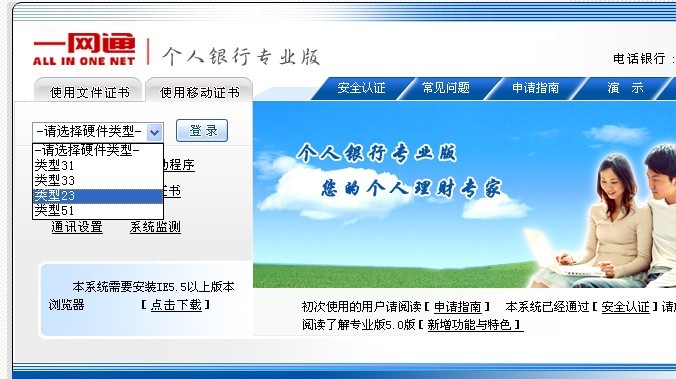 一网通
ALL IN ONE NET
个人银行专业版
电话银行：
使用文件证书
使用移动证书
安全认证
常见问题
申请指南
演 示
-请选择硬件类型-
登 录
-请选择硬件类型-
类型31
类型33
类型23
类型51
动程序
证书
通讯设置
系统监测
个人银行专业版
您的个人理财专家
本系统需要安装IE5.5以上版本
浏览器 [点击下载]
初次使用的用户请阅读[申请指南] 本系统已经通过[安全认证]请
阅读了解专业版5.0版[新增功能与特色]